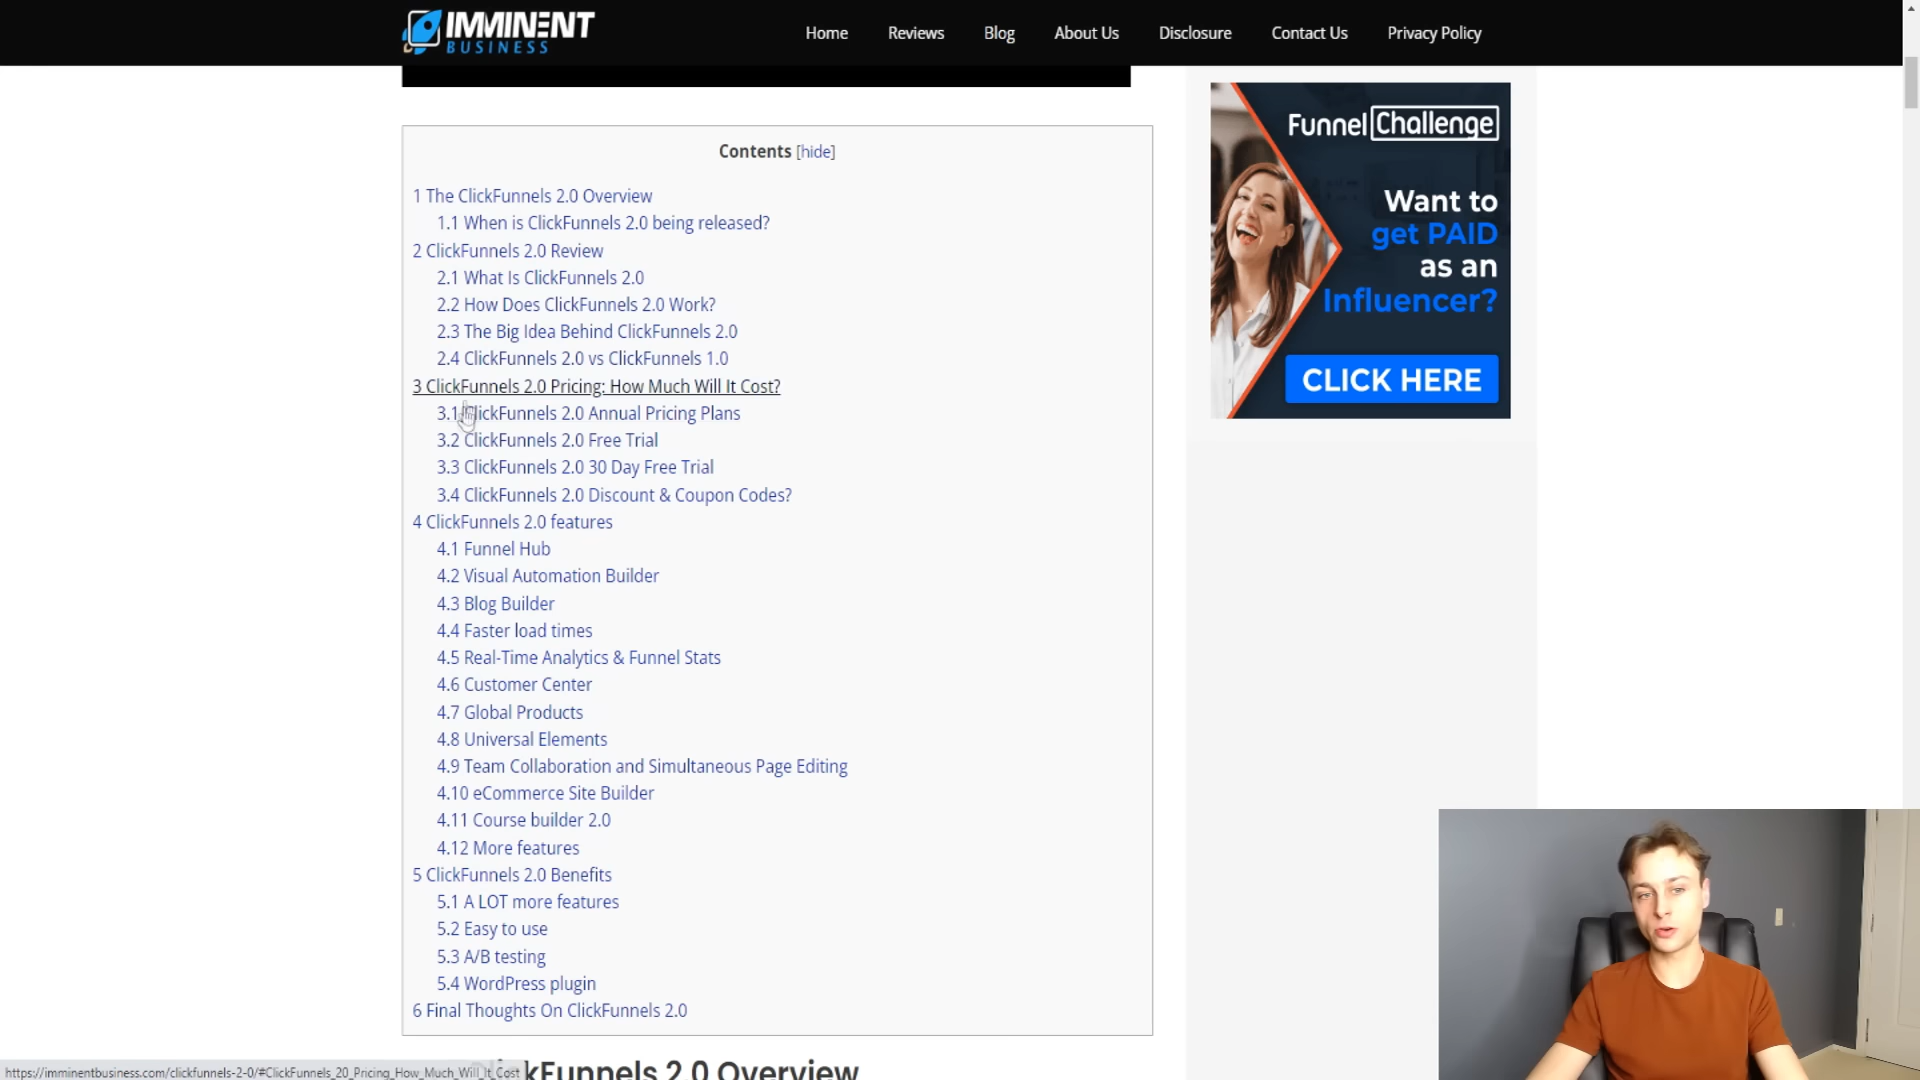 IMMINENT
BUSINESS
Home
Reviews
Blog
About Us
Disclosure
Contact Us
Privacy Policy
Contents [hide]
1 The ClickFunnels 2.0 Overview
1.1 When is ClickFunnels 2.0 being released?
2 ClickFunnels 2.0 Review
2.1 What Is ClickFunnels 2.0
2.2 How Does ClickFunnels 2.0 Work?
2.3 The Big Idea Behind ClickFunnels 2.0
2.4 ClickFunnels 2.0 vs ClickFunnels 1.0
3 ClickFunnels 2.0 Pricing: How Much Will It Cost?
3.1 ClickFunnels 2.0 Annual Pricing Plans
3.2 ClickFunnels 2.0 Free Trial
3.3 ClickFunnels 2.0 30 Day Free Trial
3.4 ClickFunnels 2.0 Discount & Coupon Codes?
4 ClickFunnels 2.0 features
4.1 Funnel Hub
4.2 Visual Automation Builder
4.3 Blog Builder
4.4 Faster load times
4.5 Real-Time Analytics & Funnel Stats
4.6 Customer Center
4.7 Global Products
4.8 Universal Elements
4.9 Team Collaboration and Simultaneous Page Editing
4.10 eCommerce Site Builder
4.11 Course builder 2.0
4.12 More features
5 ClickFunnels 2.0 Benefits
5.1 A LOT more features
5.2 Easy to use
5.3 A/B testing
5.4 WordPress plugin
6 Final Thoughts On ClickFunnels 2.0
Funnel Challenge
Want to
get PAID
as an
Influencer?
CLICK HERE
kFunnels 2.0 Overview
https://imminentbusiness.com/clickfunnels-2-0/#ClickFunnels_20_Pricing_How_Much_Will_It_Cost